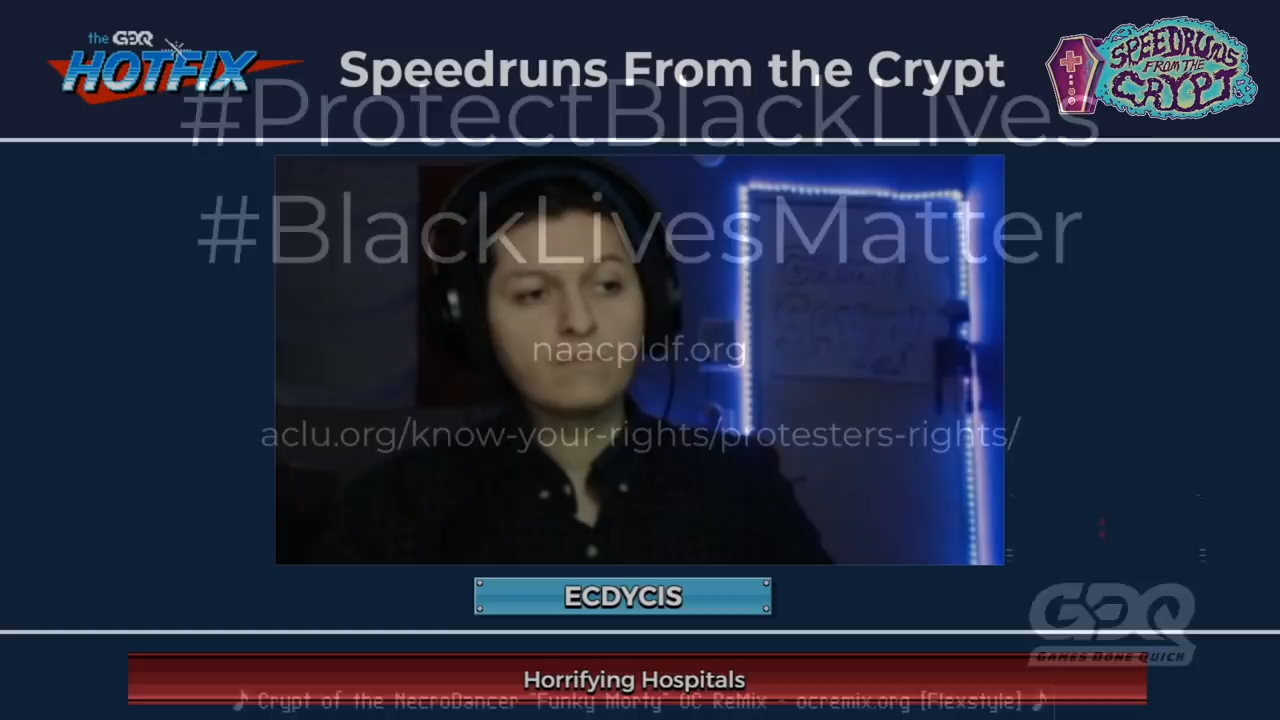 the GDQ
HOTFIX
Speedruns From the Crypt
SPEEDRUNS
FROM THE
CRYPT
#ProtectBlackLives
#BlackLivesMatter
naacpldf.org
aclu.org/know-your-rights/protesters-rights/
ECDYCIS
GDQ
GAMES DONE QUICK
Horrifying Hospitals
♪ Crypt of the NecroDancer "Funky Morty" OC ReMix - ocremix.org [Flexstyle] ♪